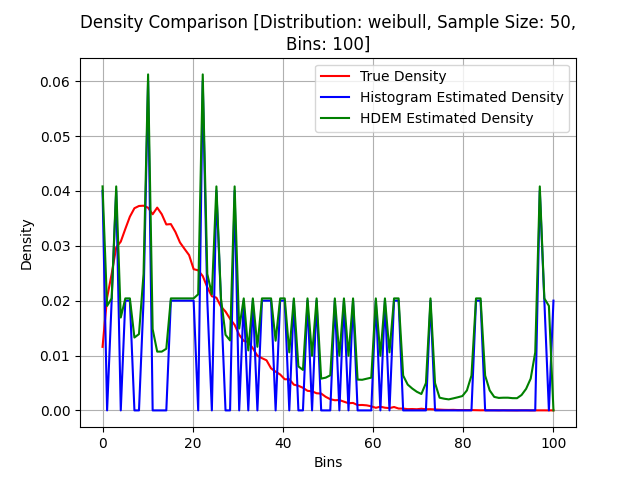 Density Comparison [Distribution: weibull, Sample Size: 50,
Bins: 100]
True Density
Histogram Estimated Density
HDEM Estimated Density
0.06
0.05
0.04
0.03
0.02
0.01
0.00
Density
0 20 40 60 80 100
Bins